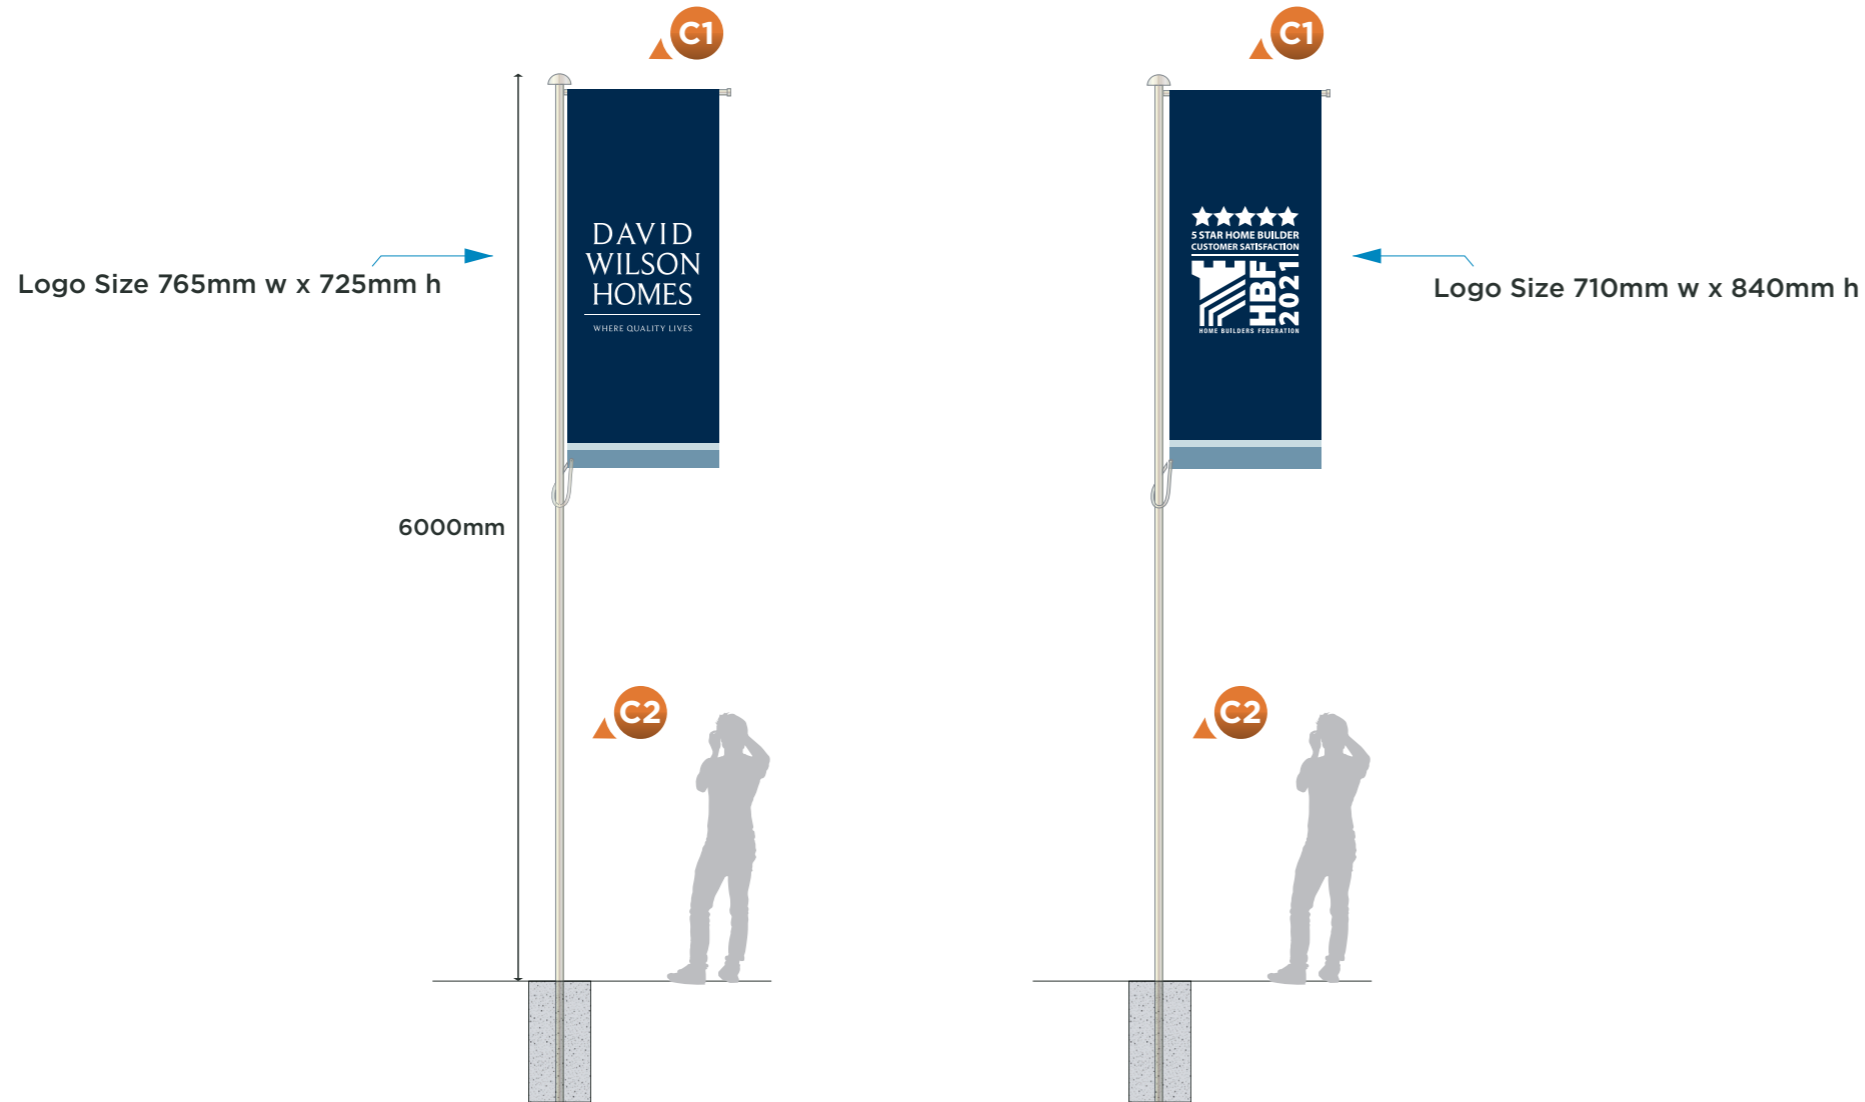 C1
C1
DAVID
WILSON
HOMES
WHERE QUALITY LIVES
5 STAR HOME BUILDER
CUSTOMER SATISFACTION
HBF
2021
HOME BUILDERS FEDERATION
Logo Size 765mm w x 725mm h
Logo Size 710mm w x 840mm h
6000mm
C2
C2